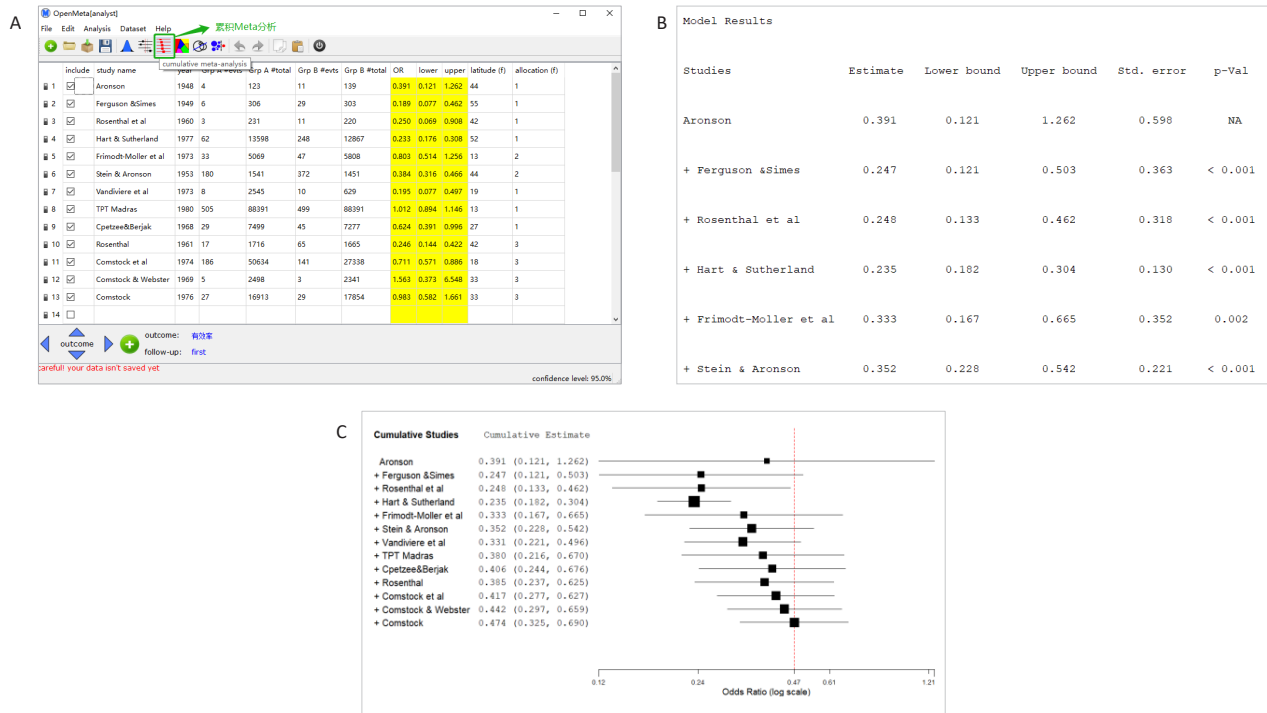 A
OpenMeta[analyst]
File Edit Analysis Dataset Help
累积Meta分析
cumulative meta-analysis
include study name year Grp A #evts Grp A #total Grp B #evts Grp B #total OR lower upper latitude (f) allocation (f)
1 Aronson 1948 4 123 11 139 0.391 0.121 1.262 44 1
2 Ferguson &Simes 1949 6 306 29 303 0.189 0.077 0.462 55 1
3 Rosenthal et al 1960 3 231 11 220 0.250 0.069 0.908 42 1
4 Hart & Sutherland 1977 62 13598 248 12867 0.233 0.176 0.308 52 1
5 Frimodt-Moller et al 1973 33 5069 47 5808 0.803 0.514 1.256 13 2
6 Stein & Aronson 1953 180 1541 372 1451 0.384 0.316 0.466 44 2
7 Vandiviere et al 1973 8 2545 10 629 0.195 0.077 0.497 19 1
8 TPT Madras 1980 505 88391 499 88391 1.012 0.894 1.146 13 1
9 Cpetzee&Berjak 1968 29 7499 45 7277 0.624 0.391 0.996 27 1
10 Rosenthal 1961 17 1716 65 1665 0.246 0.144 0.422 42 3
11 Comstock et al 1974 186 50634 141 27338 0.711 0.571 0.886 18 3
12 Comstock & Webster 1969 5 2498 3 2341 1.563 0.373 6.548 33 3
13 Comstock 1976 27 16913 29 17854 0.983 0.582 1.661 33 3
14
outcome
outcome: 有效率
follow-up: first
careful! your data isn't saved yet
confidence level: 95.0%
B
Model Results
Studies Estimate Lower bound Upper bound Std. error p-Val
Aronson 0.391 0.121 1.262 0.598 NA
+ Ferguson &Simes 0.247 0.121 0.503 0.363 < 0.001
+ Rosenthal et al 0.248 0.133 0.462 0.318 < 0.001
+ Hart & Sutherland 0.235 0.182 0.304 0.130 < 0.001
+ Frimodt-Moller et al 0.333 0.167 0.665 0.352 0.002
+ Stein & Aronson 0.352 0.228 0.542 0.221 < 0.001
C
Cumulative Studies Cumulative Estimate
Aronson 0.391 (0.121, 1.262)
+ Ferguson &Simes 0.247 (0.121, 0.503)
+ Rosenthal et al 0.248 (0.133, 0.462)
+ Hart & Sutherland 0.235 (0.182, 0.304)
+ Frimodt-Moller et al 0.333 (0.167, 0.665)
+ Stein & Aronson 0.352 (0.228, 0.542)
+ Vandiviere et al 0.331 (0.221, 0.496)
+ TPT Madras 0.380 (0.216, 0.670)
+ Cpetzee&Berjak 0.406 (0.244, 0.676)
+ Rosenthal 0.385 (0.237, 0.625)
+ Comstock et al 0.417 (0.277, 0.627)
+ Comstock & Webster 0.442 (0.297, 0.659)
+ Comstock 0.474 (0.325, 0.690)
0.12 0.24 0.47 0.61 1.21
Odds Ratio (log scale)